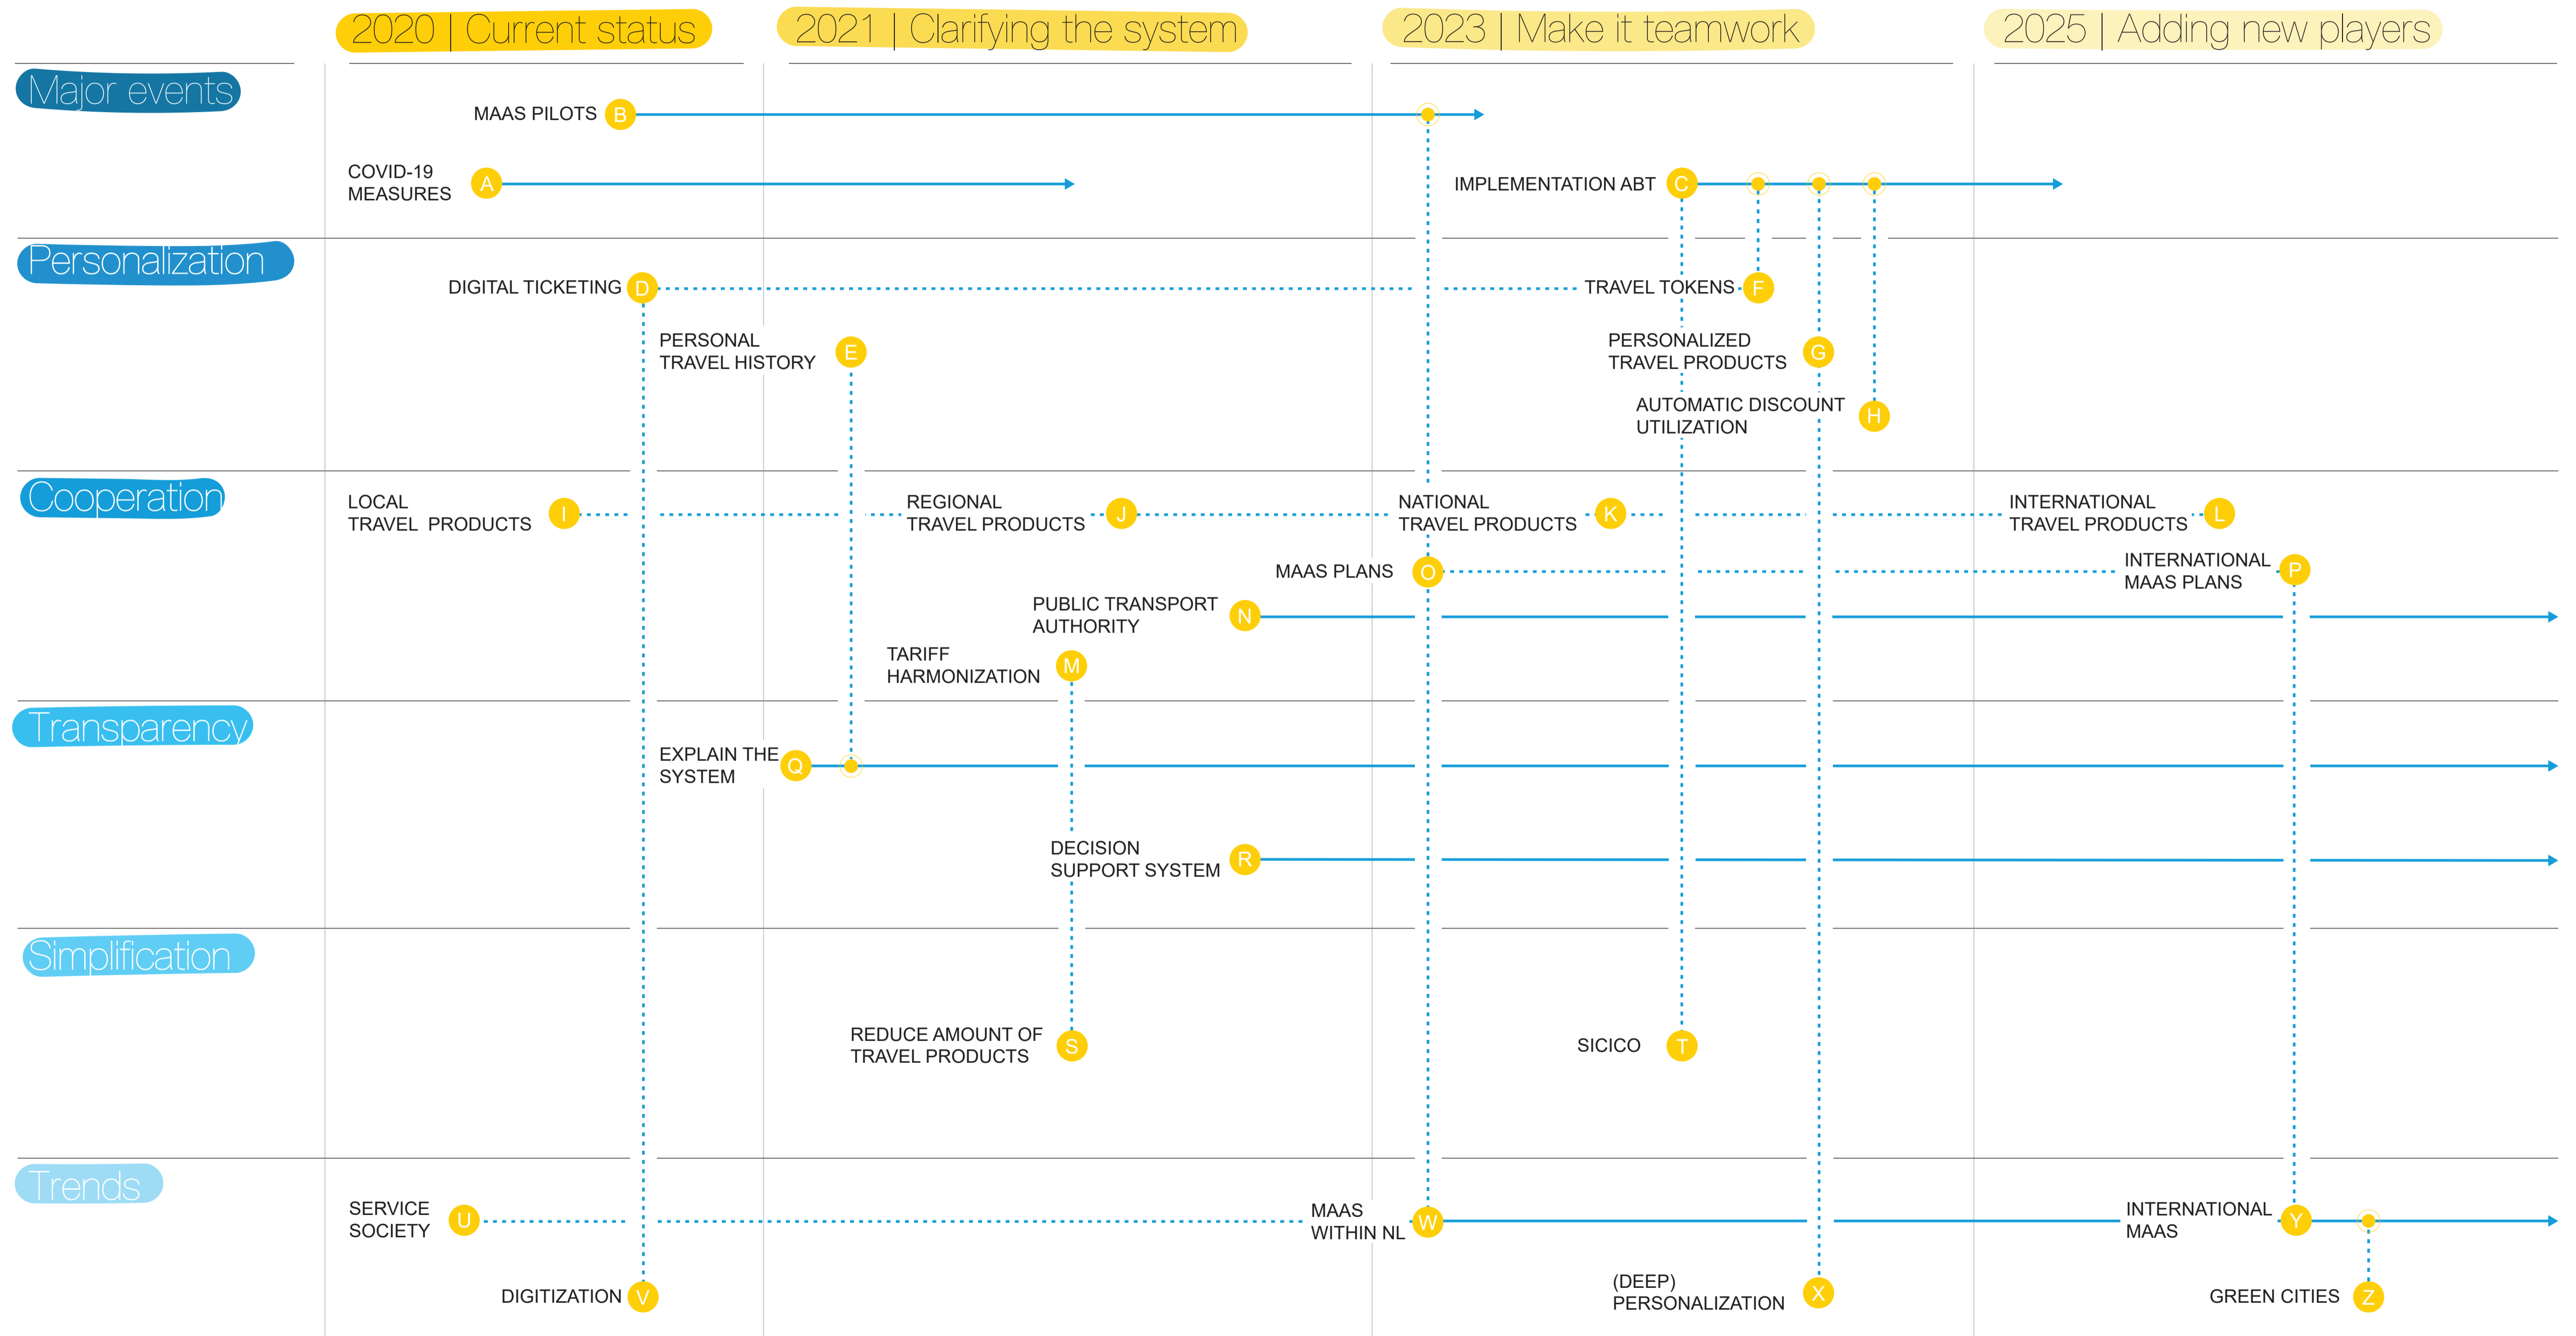 2020 | Current status
2021 | Clarifying the system
2023 | Make it teamwork
2025 | Adding new players
Major events
MAAS PILOTS B
COVID-19
MEASURES A
IMPLEMENTATION ABT C
Personalization
DIGITAL TICKETING D
TRAVEL TOKENS F
PERSONAL
TRAVEL HISTORY E
PERSONALIZED
TRAVEL PRODUCTS G
AUTOMATIC DISCOUNT
UTILIZATION H
Cooperation
LOCAL
TRAVEL PRODUCTS I
REGIONAL
TRAVEL PRODUCTS J
NATIONAL
TRAVEL PRODUCTS K
INTERNATIONAL
TRAVEL PRODUCTS L
MAAS PLANS O
INTERNATIONAL
MAAS PLANS P
PUBLIC TRANSPORT
AUTHORITY N
TARIFF
HARMONIZATION M
Transparency
EXPLAIN THE
SYSTEM Q
DECISION
SUPPORT SYSTEM R
Simplification
REDUCE AMOUNT OF
TRAVEL PRODUCTS S
SICICO T
Trends
SERVICE
SOCIETY U
MAAS
WITHIN NL W
INTERNATIONAL
MAAS Y
DIGITIZATION V
(DEEP)
PERSONALIZATION X
GREEN CITIES Z